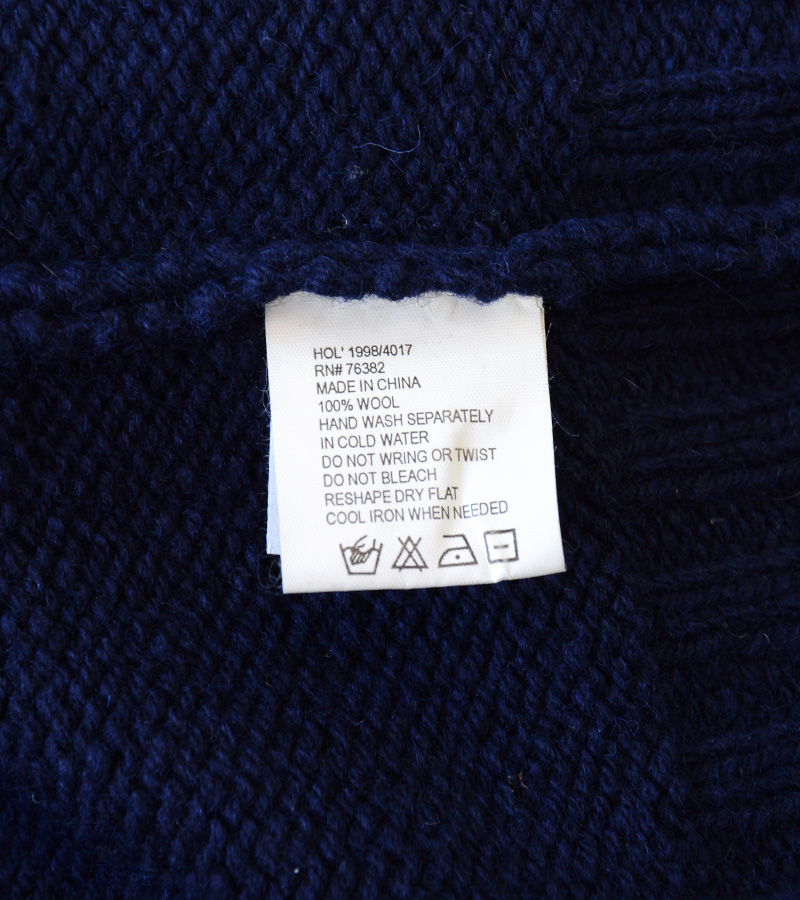 HOL' 1998/4017
RN# 76382
MADE IN CHINA
100% WOOL
HAND WASH SEPARATELY
IN COLD WATER
DO NOT WRING OR TWIST
DO NOT BLEACH
RESHAPE DRY FLAT
COOL IRON WHEN NEEDED